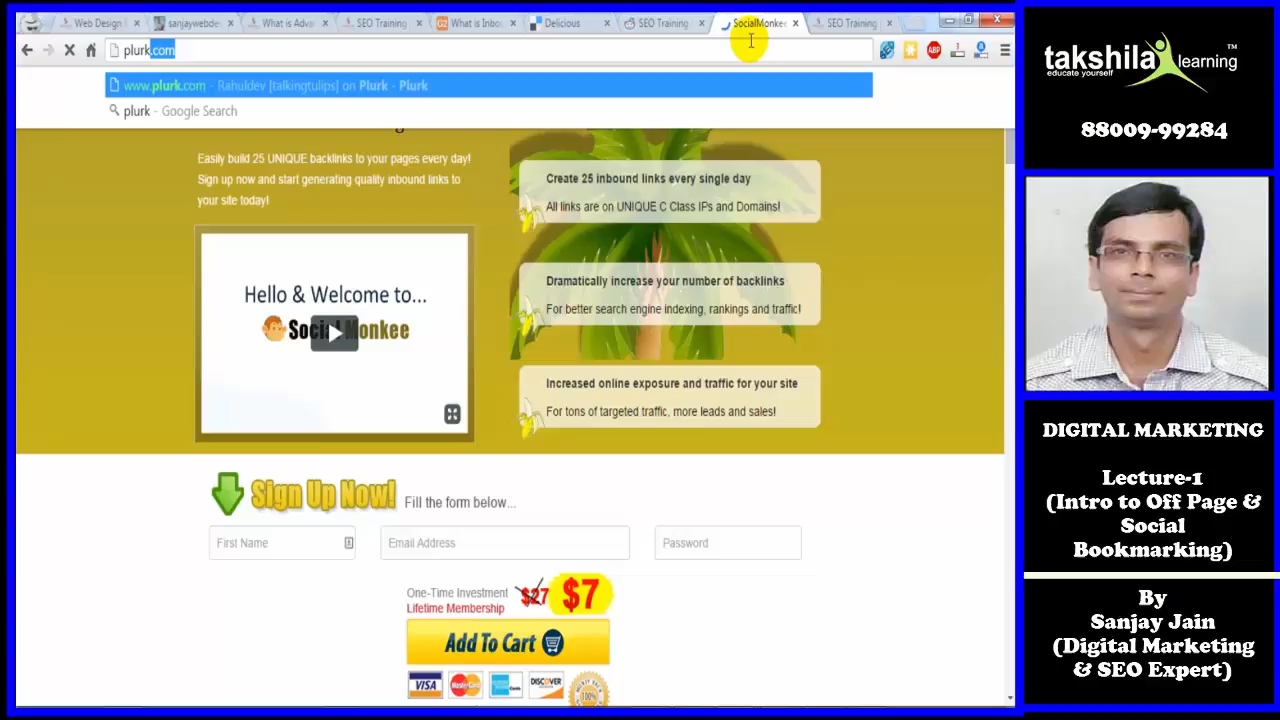 Web Design
sanjaywebde
What is Adva
SEO Training
What is Inbo
Delicious
SEO Training
SocialMonkee
SEO Training
plurk.com
www.plurk.com - Rahuldev [talkingtulips] on Plurk - Plurk
plurk - Google Search
Easily build 25 UNIQUE backlinks to your pages every day!
Sign up now and start generating quality inbound links to
your site today!
Create 25 inbound links every single day
All links are on UNIQUE C Class IPs and Domains!
Dramatically increase your number of backlinks
For better search engine indexing, rankings and traffic!
Increased online exposure and traffic for your site
For tons of targeted traffic, more leads and sales!
Hello & Welcome to...
Social Monkee
Sign Up Now! Fill the form below...
First Name
Email Address
Password
One-Time Investment $27 $7
Lifetime Membership
Add To Cart
VISA
MasterCard
DISCOVER
100%
takshila learning TM
educate yourself
88009-99284
DIGITAL MARKETING
Lecture-1
(Intro to Off Page &
Social
Bookmarking)
By
Sanjay Jain
(Digital Marketing
& SEO Expert)